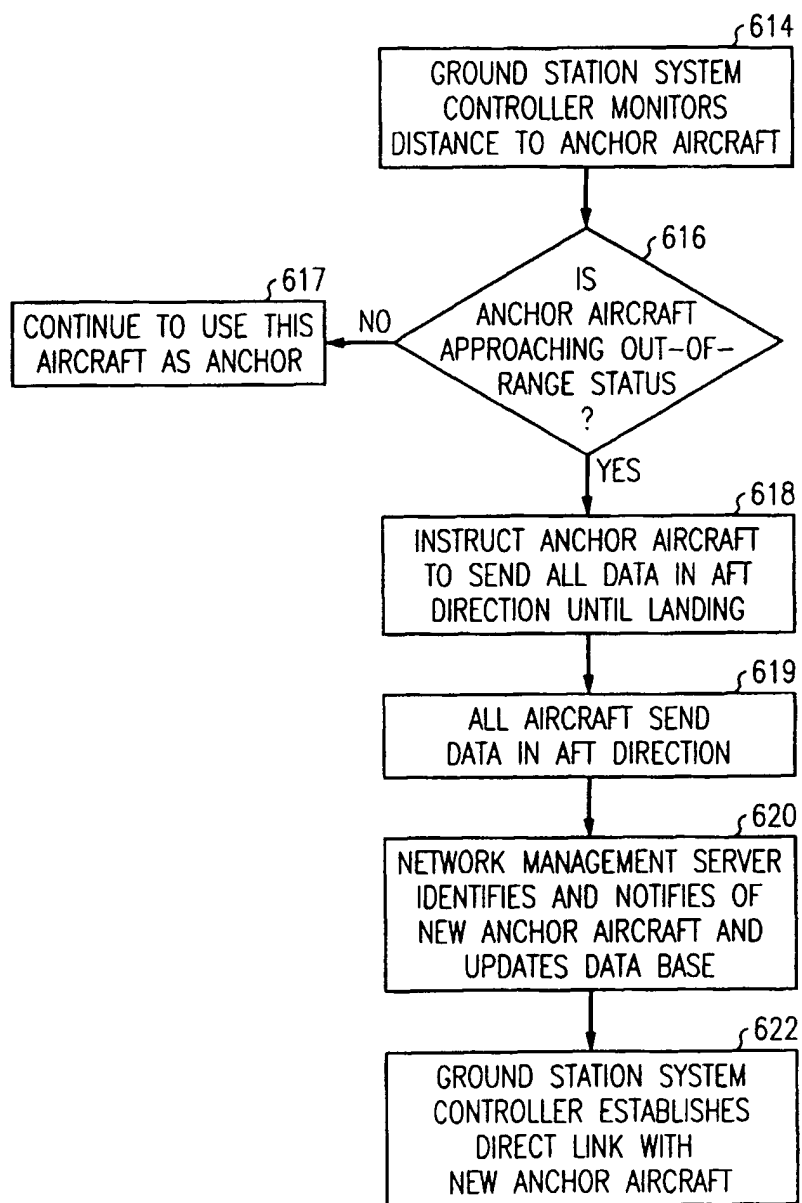 614
GROUND STATION SYSTEM
CONTROLLER MONITORS
DISTANCE TO ANCHOR AIRCRAFT
616
IS
ANCHOR AIRCRAFT
APPROACHING OUT-OF-
RANGE STATUS
?
NO
617
CONTINUE TO USE THIS
AIRCRAFT AS ANCHOR
YES
618
INSTRUCT ANCHOR AIRCRAFT
TO SEND ALL DATA IN AFT
DIRECTION UNTIL LANDING
619
ALL AIRCRAFT SEND
DATA IN AFT DIRECTION
620
NETWORK MANAGEMENT SERVER
IDENTIFIES AND NOTIFIES OF
NEW ANCHOR AIRCRAFT AND
UPDATES DATA BASE
622
GROUND STATION SYSTEM
CONTROLLER ESTABLISHES
DIRECT LINK WITH
NEW ANCHOR AIRCRAFT